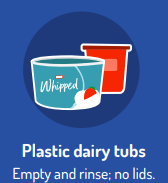 Whipped
Plastic dairy tubs
Empty and rinse; no lids.